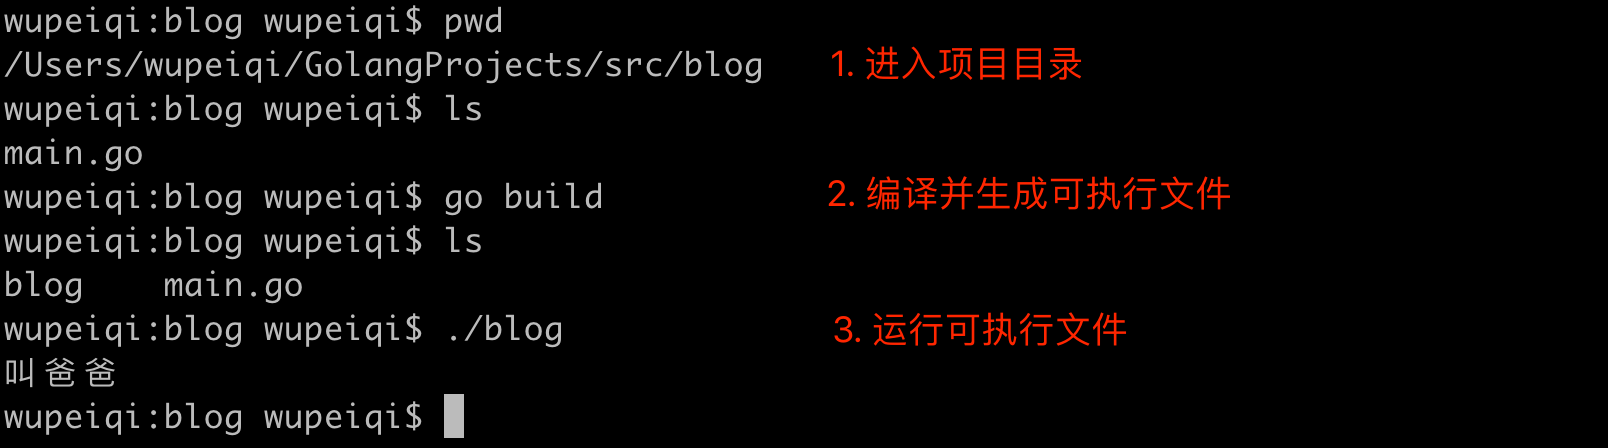 wupeiqi:blog wupeiqi$ pwd
/Users/wupeiqi/GolangProjects/src/blog 1. 进入项目目录
wupeiqi:blog wupeiqi$ ls
main.go
wupeiqi:blog wupeiqi$ go build 2. 编译并生成可执行文件
wupeiqi:blog wupeiqi$ ls
blog main.go
wupeiqi:blog wupeiqi$ ./blog 3. 运行可执行文件
叫爸爸
wupeiqi:blog wupeiqi$